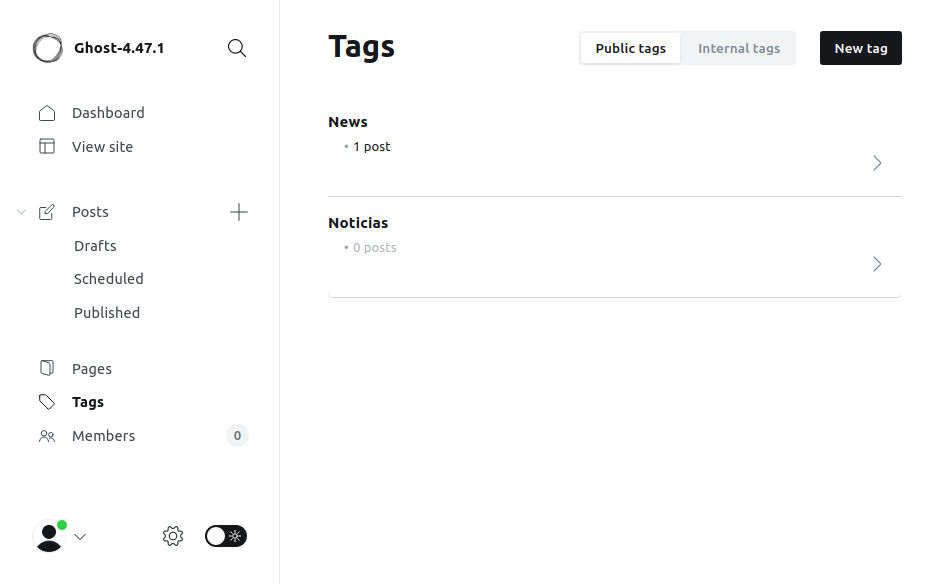 Ghost-4.47.1
Dashboard
View site
Posts
Drafts
Scheduled
Published
Pages
Tags
Members
0
Tags
Public tags
Internal tags
New tag
News
• 1 post
Noticias
• 0 posts